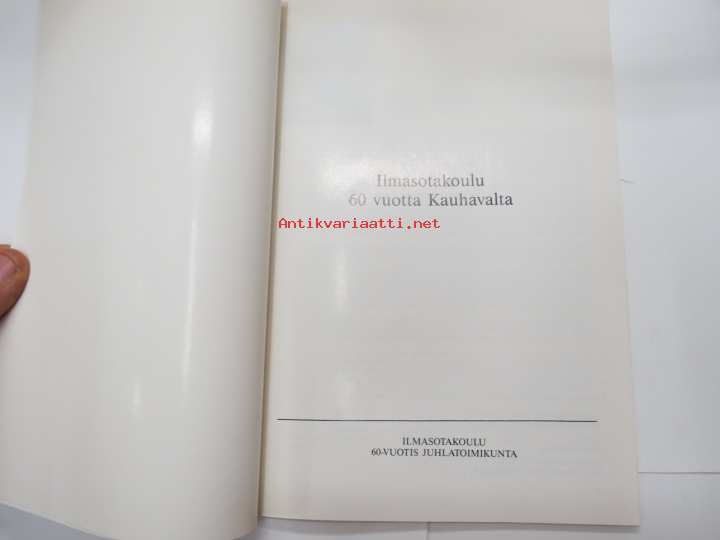 Ilmasotakoulu
60 vuotta Kauhavalta
Antikvariaatti.net
ILMASOTAKOULU
60-VUOTIS JUHLATOIMIKUNTA